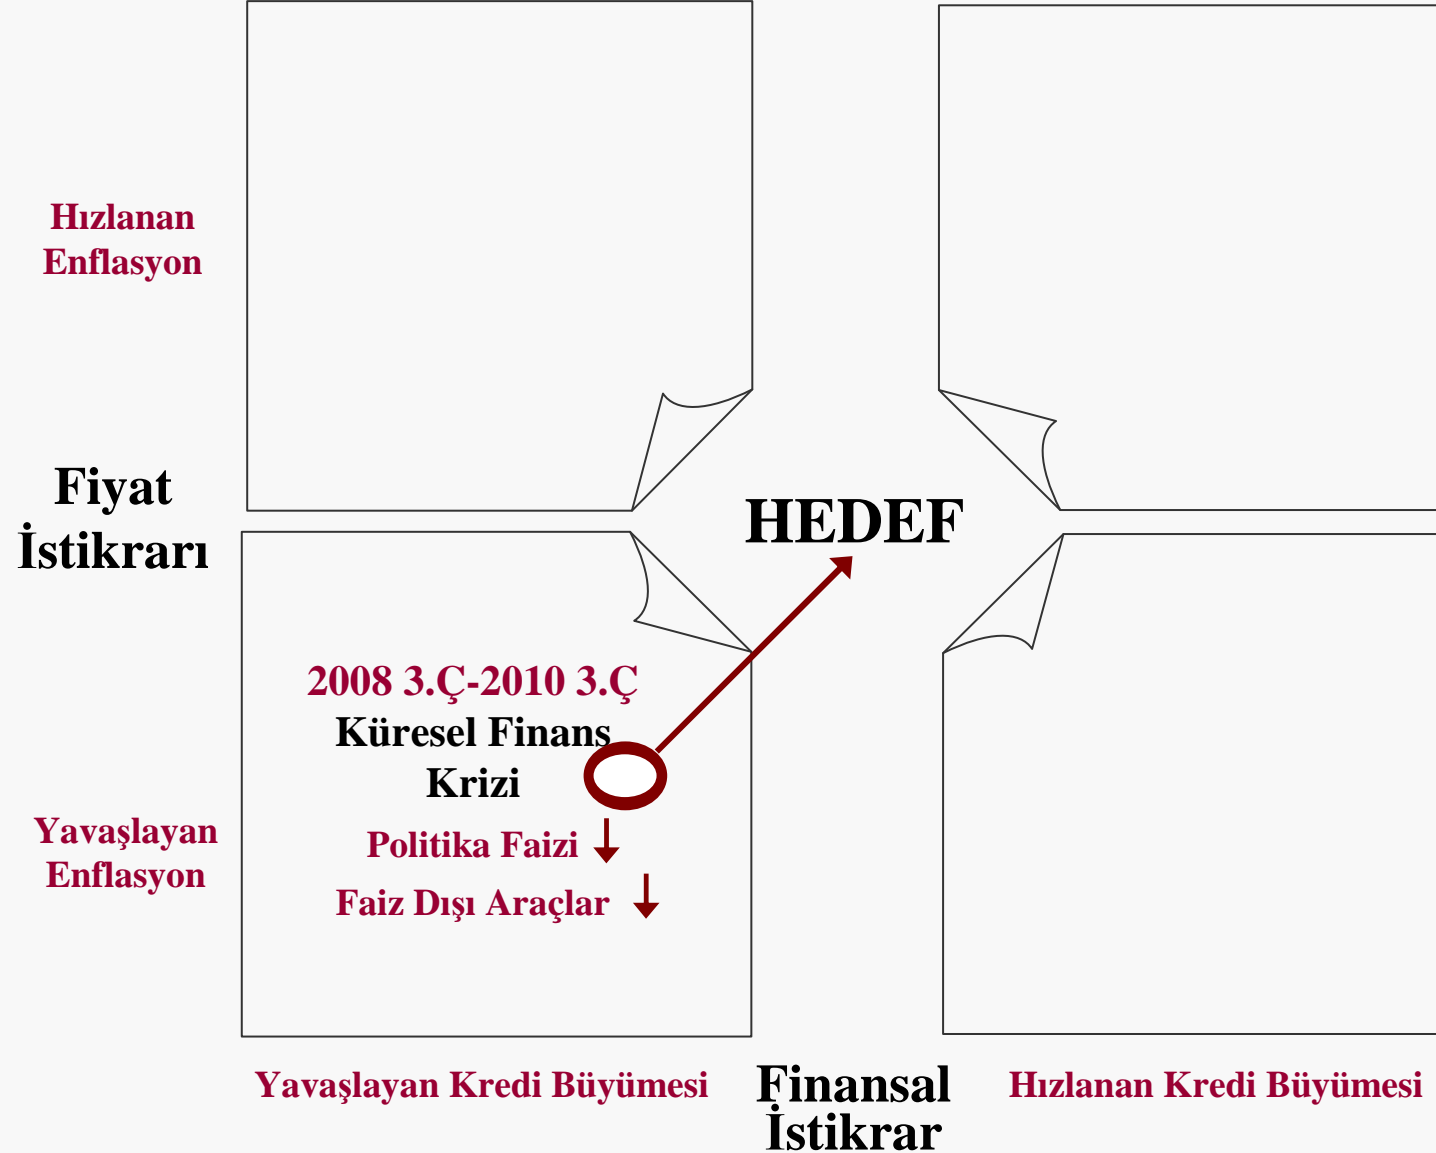 Hızlanan
Enflasyon
Fiyat
İstikrarı
HEDEF
2008 3.Ç-2010 3.Ç
Küresel Finans
Krizi
Politika Faizi
Faiz Dışı Araçlar
Yavaşlayan
Enflasyon
Yavaşlayan Kredi Büyümesi
Finansal
İstikrar
Hızlanan Kredi Büyümesi